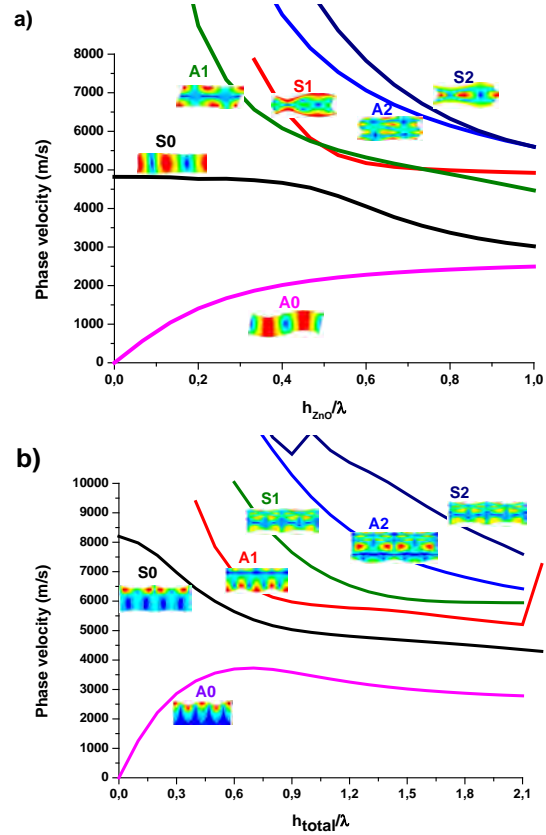 a)
8000
7000
6000
5000
4000
3000
2000
1000
0
Phase velocity (m/s)
A1
S1
S2
A2
S0
A0
0,0 0,2 0,4 0,6 0,8 1,0
hZnO/λ
b)
10000
9000
8000
7000
6000
5000
4000
3000
2000
1000
0
Phase velocity (m/s)
S1
S2
A2
A1
S0
A0
0,0 0,3 0,6 0,9 1,2 1,5 1,8 2,1
htotal/λ